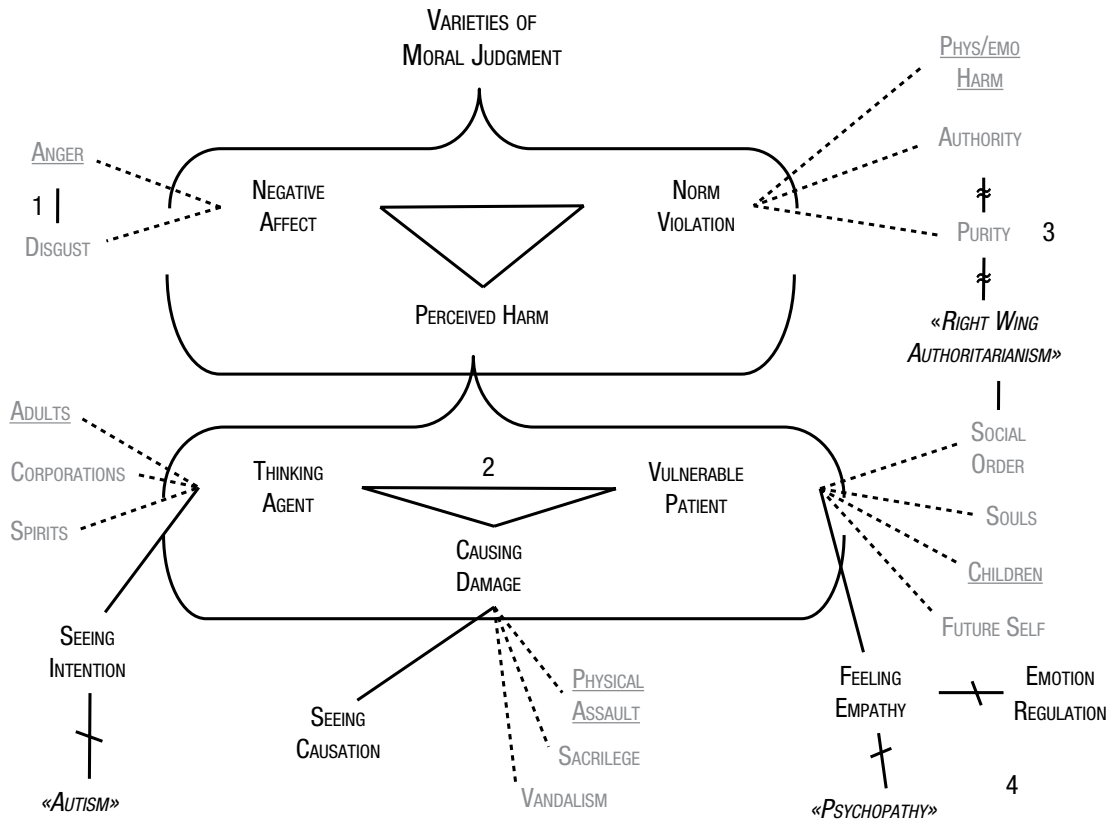 Varieties of
Moral Judgment
Phys/emo
Harm
Anger
Authority
1
Negative
Affect
Norm
Violation
Disgust
Purity
3
Perceived Harm
«Right Wing
Authoritarianism»
Adults
Social
Order
Corporations
Thinking
Agent
2
Vulnerable
Patient
Spirits
Souls
Causing
Damage
Children
Future Self
Seeing
Intention
Physical
Assault
Feeling
Empathy
Emotion
Regulation
Seeing
Causation
Sacrilege
Vandalism
«Autism»
«Psychopathy»
4